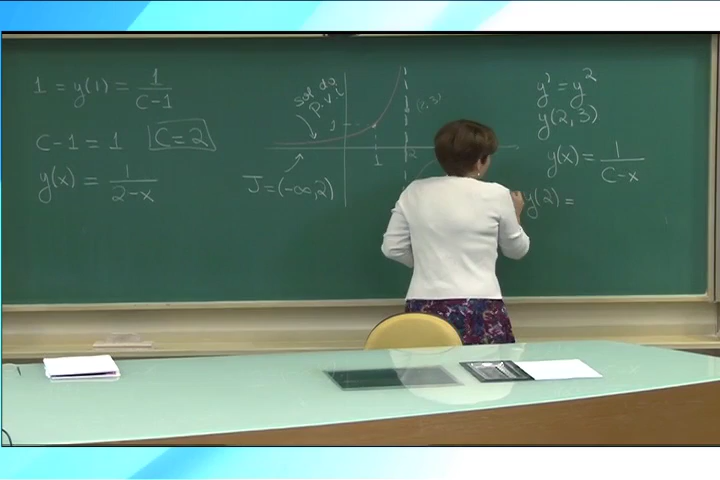 1 = y(1) = 1/(C-1)
C-1 = 1 C=2
y(x) = 1/(2-x)
sol do
P.V.I
(2,3)
1
1
2
J = (-∞,2)
y' = y²
y(2,3)
y(x) = 1/(C-x)
y(2) =